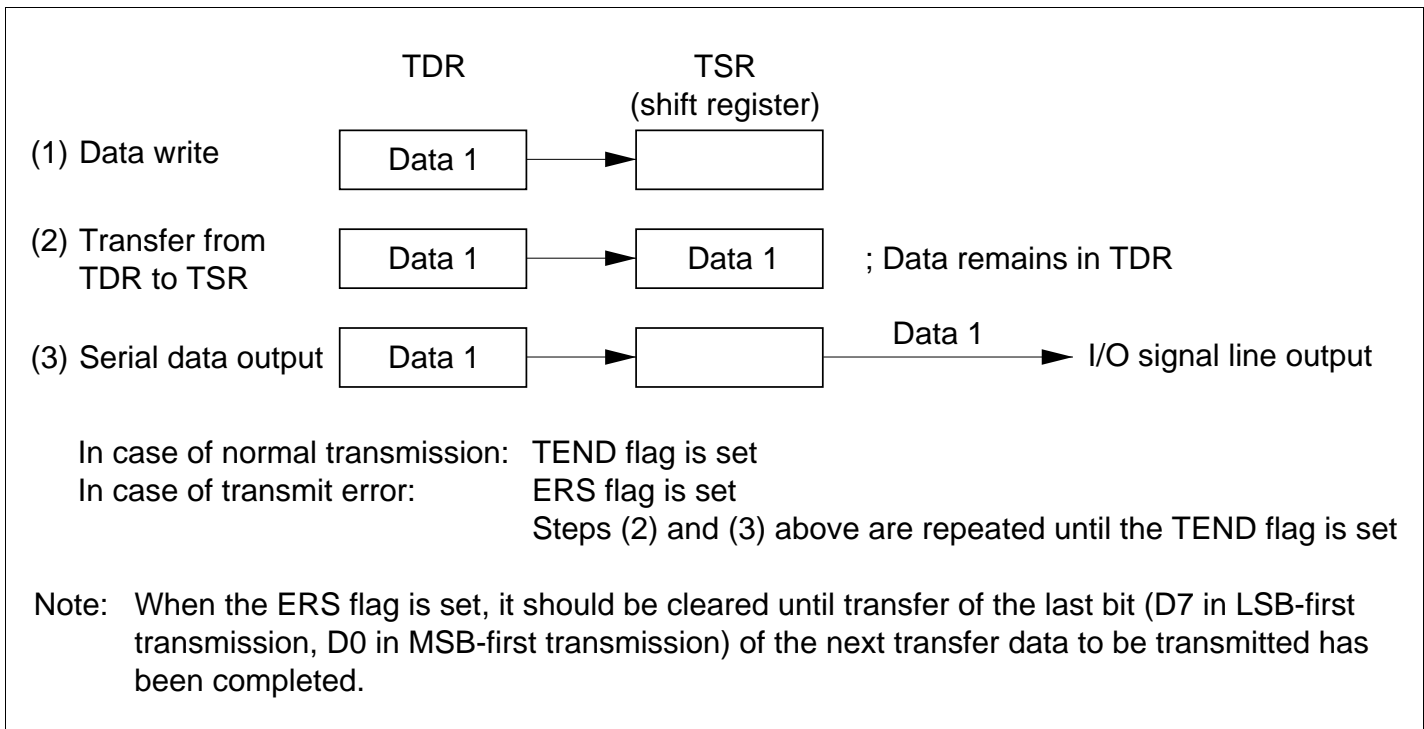 TDR TSR
(shift register)
(1) Data write Data 1
(2) Transfer from
TDR to TSR Data 1 Data 1 ; Data remains in TDR
(3) Serial data output Data 1 Data 1 I/O signal line output
In case of normal transmission: TEND flag is set
In case of transmit error: ERS flag is set
Steps (2) and (3) above are repeated until the TEND flag is set
Note: When the ERS flag is set, it should be cleared until transfer of the last bit (D7 in LSB-first
transmission, D0 in MSB-first transmission) of the next transfer data to be transmitted has
been completed.